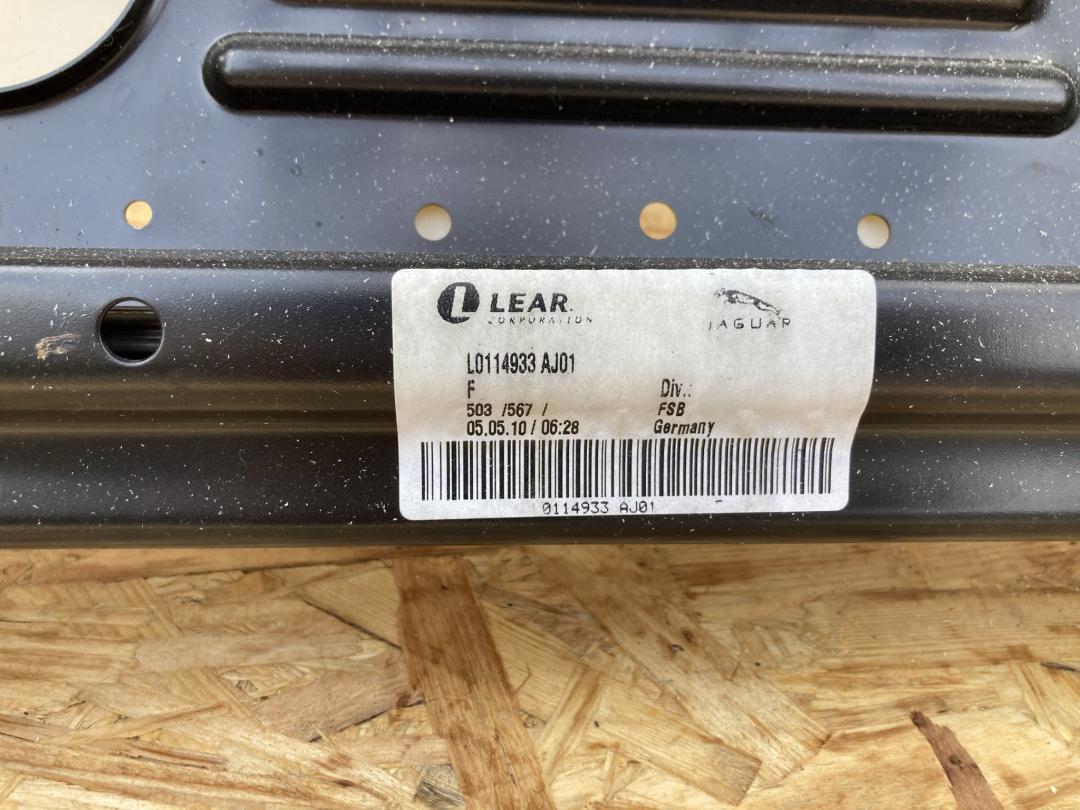 LEAR
CORPORATION
JAGUAR
L0114933 AJ01
F
Div.:
503 /567 /
FSB
05.05.10 / 06:28
Germany
0114933 AJ01
F